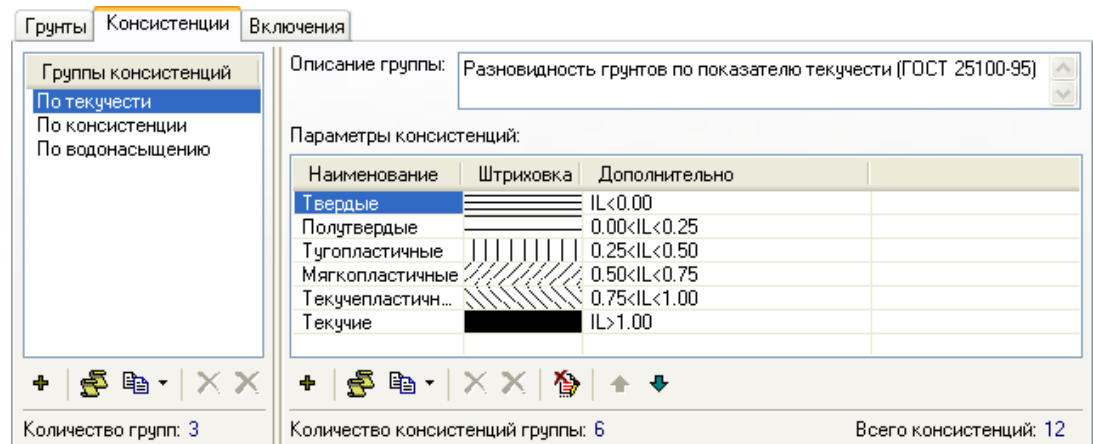 Грунты Консистенции Включения
Группы консистенций
По текучести
По консистенции
По водонасыщению
Количество групп: 3
Описание группы: Разновидность грунтов по показателю текучести (ГОСТ 25100-95)
Параметры консистенций:
Наименование Штриховка Дополнительно
Твердые IL<0.00
Полутвердые 0.00<IL<0.25
Тугопластичные 0.25<IL<0.50
Мягкопластичные 0.50<IL<0.75
Текучепластичн... 0.75<IL<1.00
Текучие IL>1.00
Количество консистенций группы: 6 Всего консистенций: 12